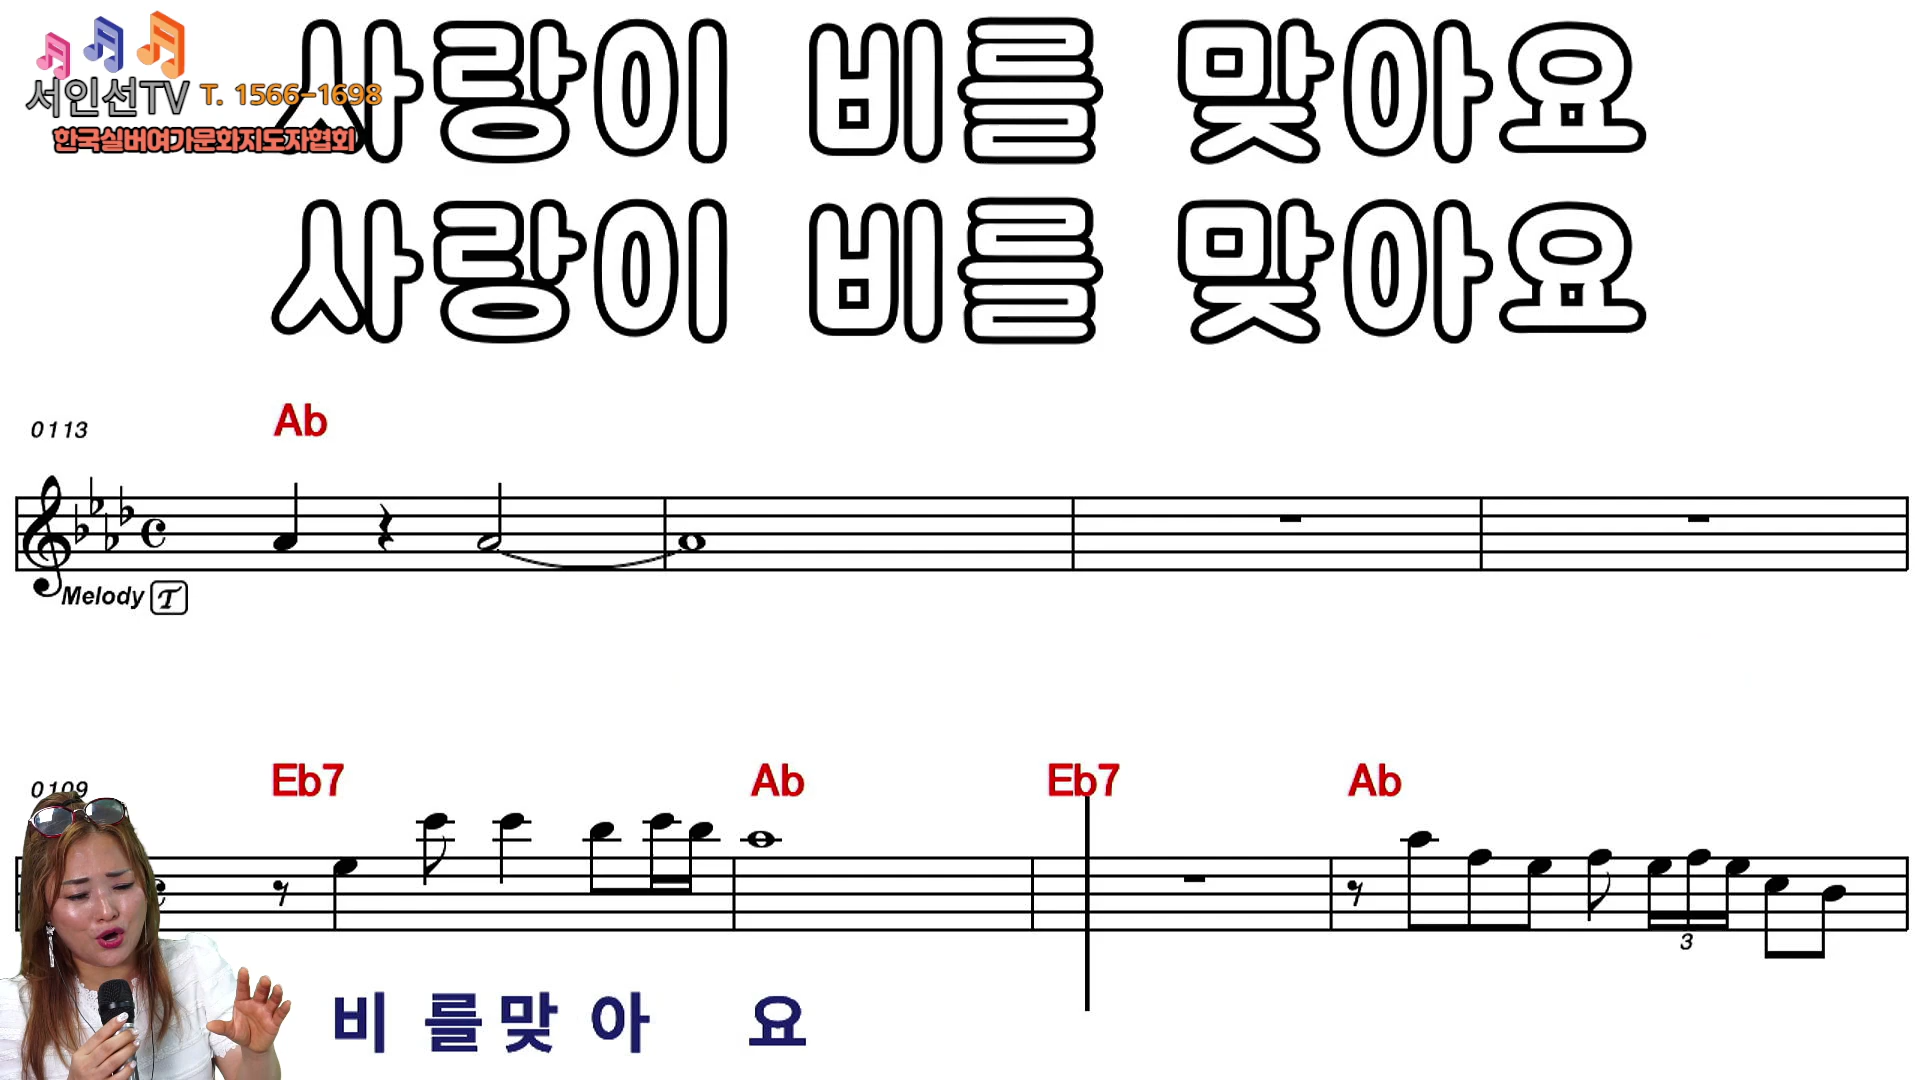 사랑이 비를 맞아요
서인선TV T. 1566-1698
한국실버여가문화지도자협회
사랑이 비를 맞아요
0113 Ab
Melody T
0109 Eb7 Ab Eb7 Ab
3
비 를 맞 아 요